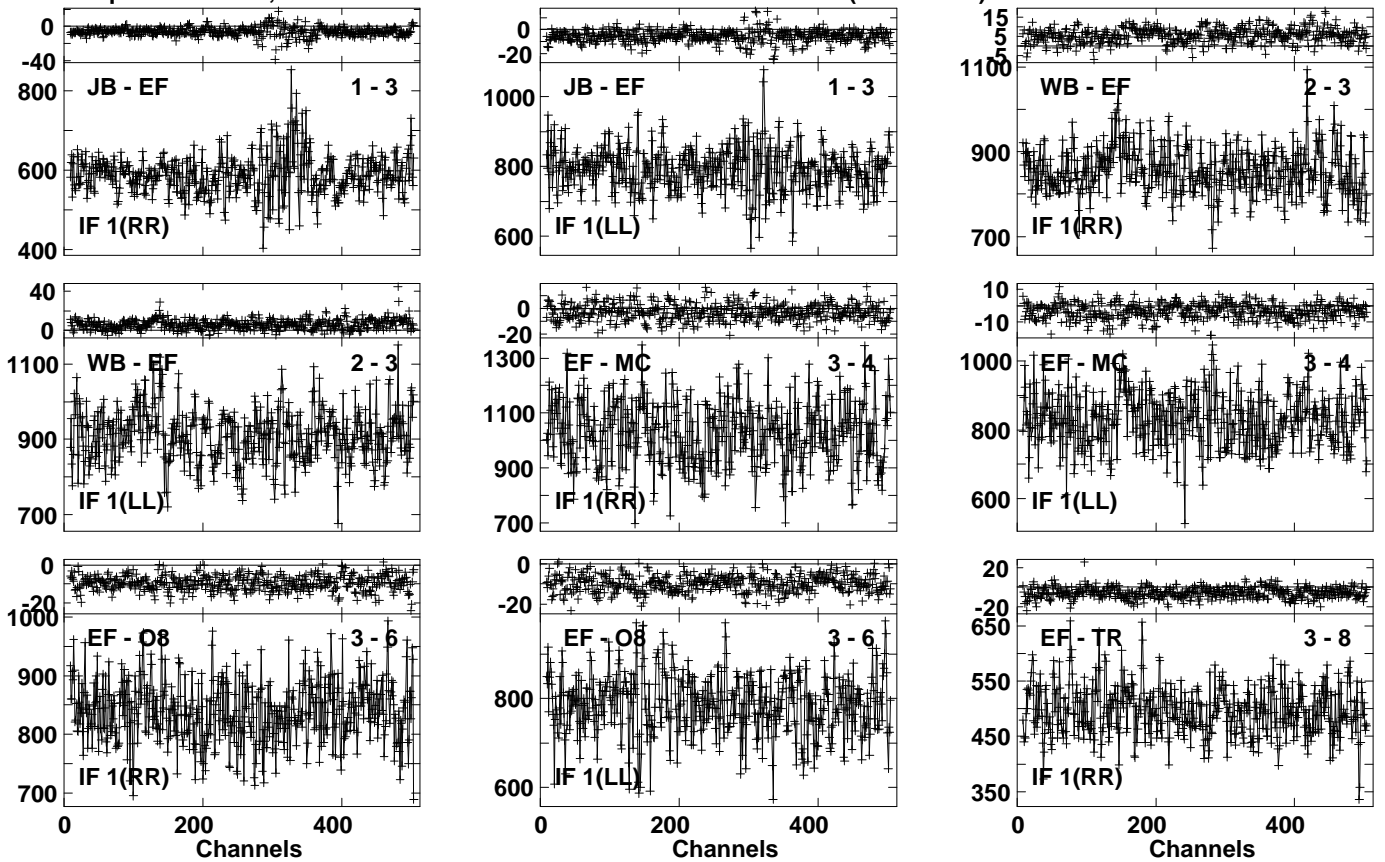 0
-40
800
600
400
JB - EF 1 - 3
IF 1(RR)
0
-20
1000
800
600
JB - EF 1 - 3
IF 1(LL)
15
5
-5
1100
900
700
WB - EF 2 - 3
IF 1(RR)
40
0
1100
900
700
WB - EF 2 - 3
IF 1(LL)
0
-20
1300
1100
900
700
EF - MC 3 - 4
IF 1(RR)
10
-10
1000
800
600
EF - MC 3 - 4
IF 1(LL)
0
-20
1000
900
800
700
EF - O8 3 - 6
IF 1(RR)
0 200 400
Channels
0
-20
800
600
EF - O8 3 - 6
IF 1(LL)
0 200 400
Channels
20
-20
650
550
450
350
EF - TR 3 - 8
IF 1(RR)
0 200 400
Channels